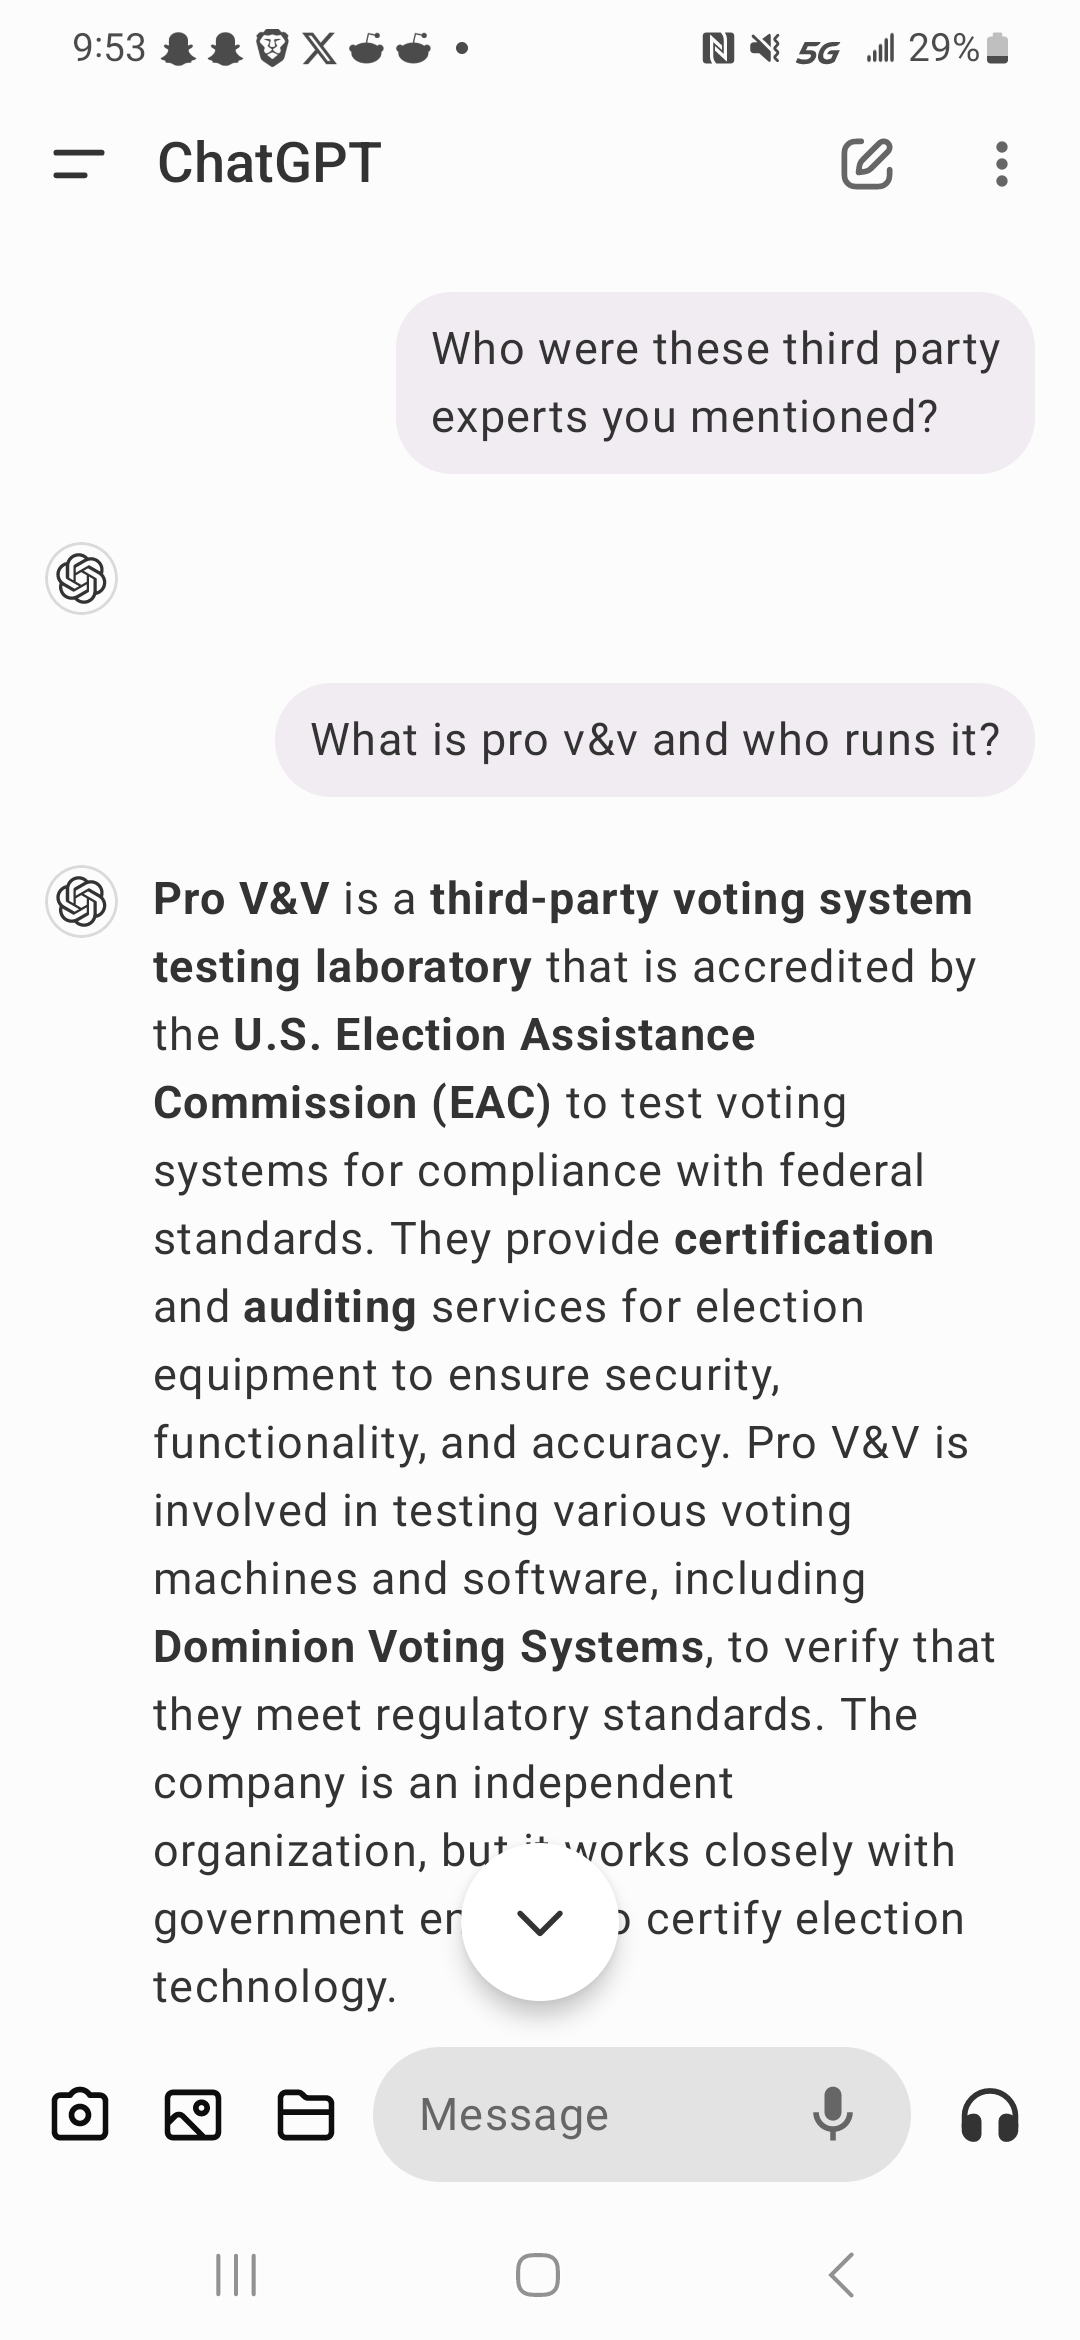 9:53
5G
29%
ChatGPT
Who were these third party
experts you mentioned?
What is pro v&v and who runs it?
Pro V&V is a third-party voting system
testing laboratory that is accredited by
the U.S. Election Assistance
Commission (EAC) to test voting
systems for compliance with federal
standards. They provide certification
and auditing services for election
equipment to ensure security,
functionality, and accuracy. Pro V&V is
involved in testing various voting
machines and software, including
Dominion Voting Systems, to verify that
they meet regulatory standards. The
company is an independent
organization, but it works closely with
government certify election
technology.
Message